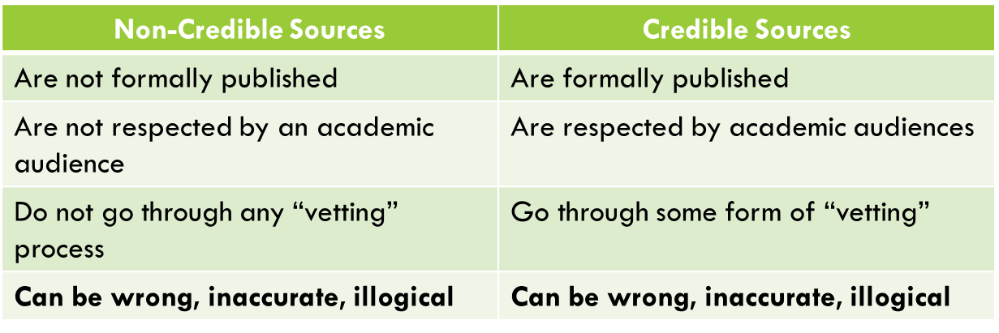 Non-Credible Sources
Credible Sources
Are not formally published
Are formally published
Are not respected by an academic
audience
Are respected by academic audiences
Do not go through any “vetting”
process
Go through some form of “vetting”
Can be wrong, inaccurate, illogical
Can be wrong, inaccurate, illogical